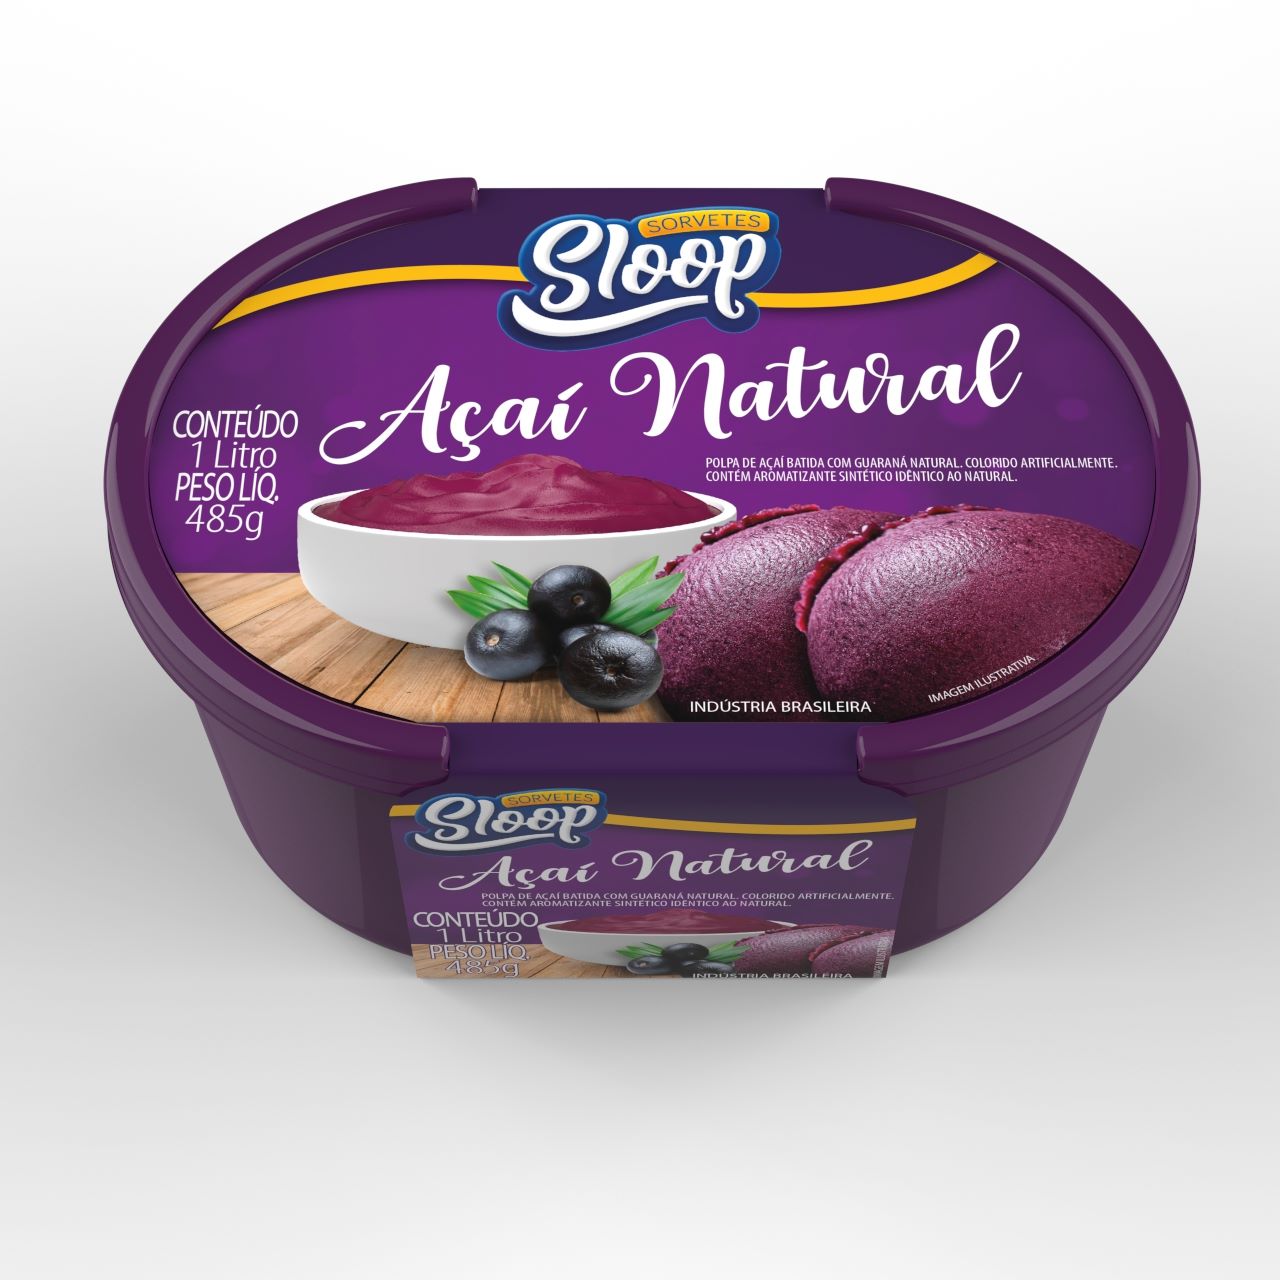 SORVETES
Sloop
Açaí Natural
CONTEÚDO
1 Litro
PESO LÍQ.
485g
POLPA DE AÇAÍ BATIDA COM GUARANÁ NATURAL. COLORIDO ARTIFICIALMENTE.
CONTÉM AROMATIZANTE SINTÉTICO IDÊNTICO AO NATURAL.
INDÚSTRIA BRASILEIRA
IMAGEM ILUSTRATIVA
SORVETES
Sloop
Açaí Natural
POLPA DE AÇAÍ BATIDA COM GUARANÁ NATURAL. COLORIDO ARTIFICIALMENTE.
CONTÉM AROMATIZANTE SINTÉTICO IDÊNTICO AO NATURAL.
CONTEÚDO
1 Litro
PESO LÍQ.
485g
INDÚSTRIA BRASILEIRA